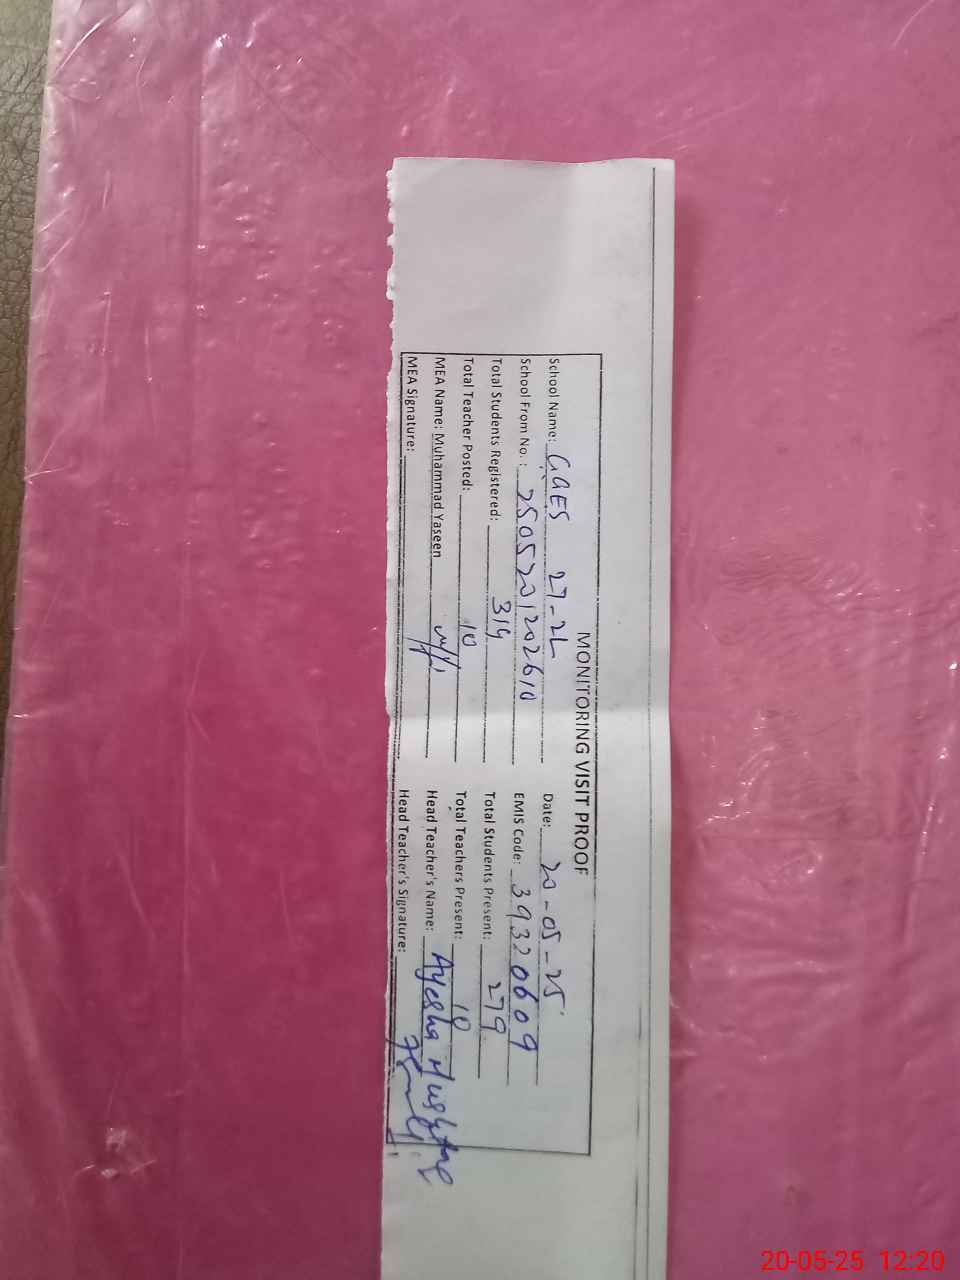 MONITORING VISIT PROOF
School Name: GGES 27-2L Date: 20-05-25
School From No.: 2505201202610 EMIS Code: 39320609
Total Students Registered: 314 Total Students Present: 279
Total Teacher Posted: 10 Total Teachers Present: 10
MEA Name: Muhammad Yaseen Head Teacher's Name: Ayesha Mushtaq
MEA Signature: Head Teacher's Signature:
20-05-25 12:20